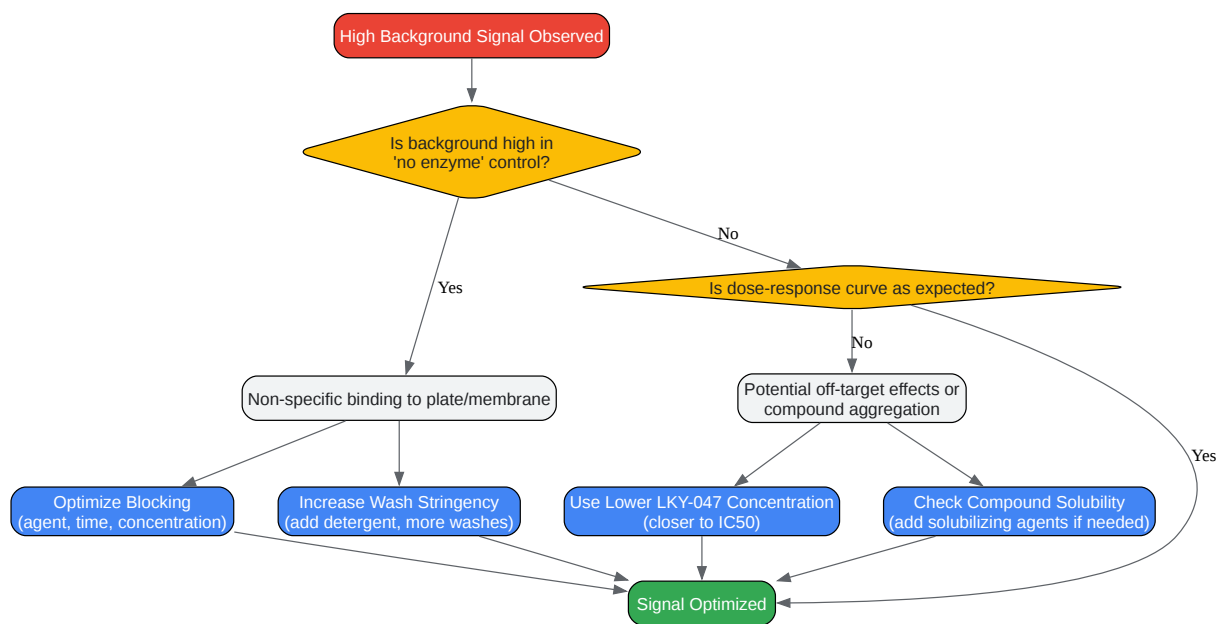 High Background Signal Observed
Is background high in
'no enzyme' control?
No
Is dose-response curve as expected?
Yes
No
Non-specific binding to plate/membrane
Potential off-target effects or
compound aggregation
Yes
Optimize Blocking
(agent, time, concentration)
Increase Wash Stringency
(add detergent, more washes)
Use Lower LKY-047 Concentration
(closer to IC50)
Check Compound Solubility
(add solubilizing agents if needed)
Signal Optimized